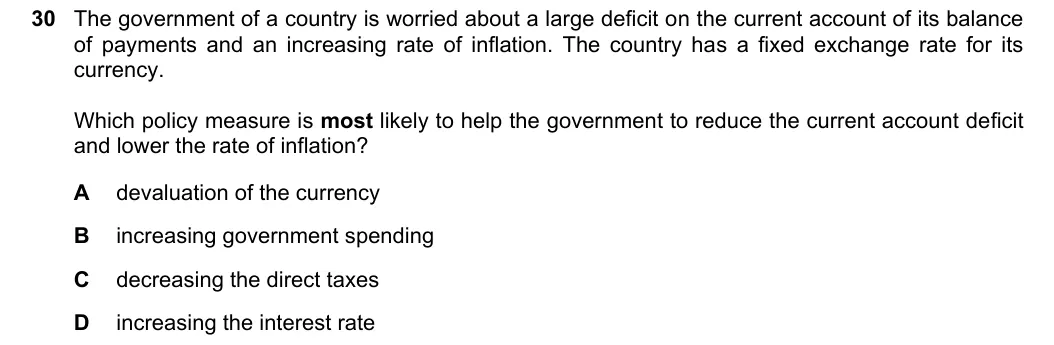 30 The government of a country is worried about a large deficit on the current account of its balance
of payments and an increasing rate of inflation. The country has a fixed exchange rate for its
currency.
Which policy measure is most likely to help the government to reduce the current account deficit
and lower the rate of inflation?
A devaluation of the currency
B increasing government spending
C decreasing the direct taxes
D increasing the interest rate